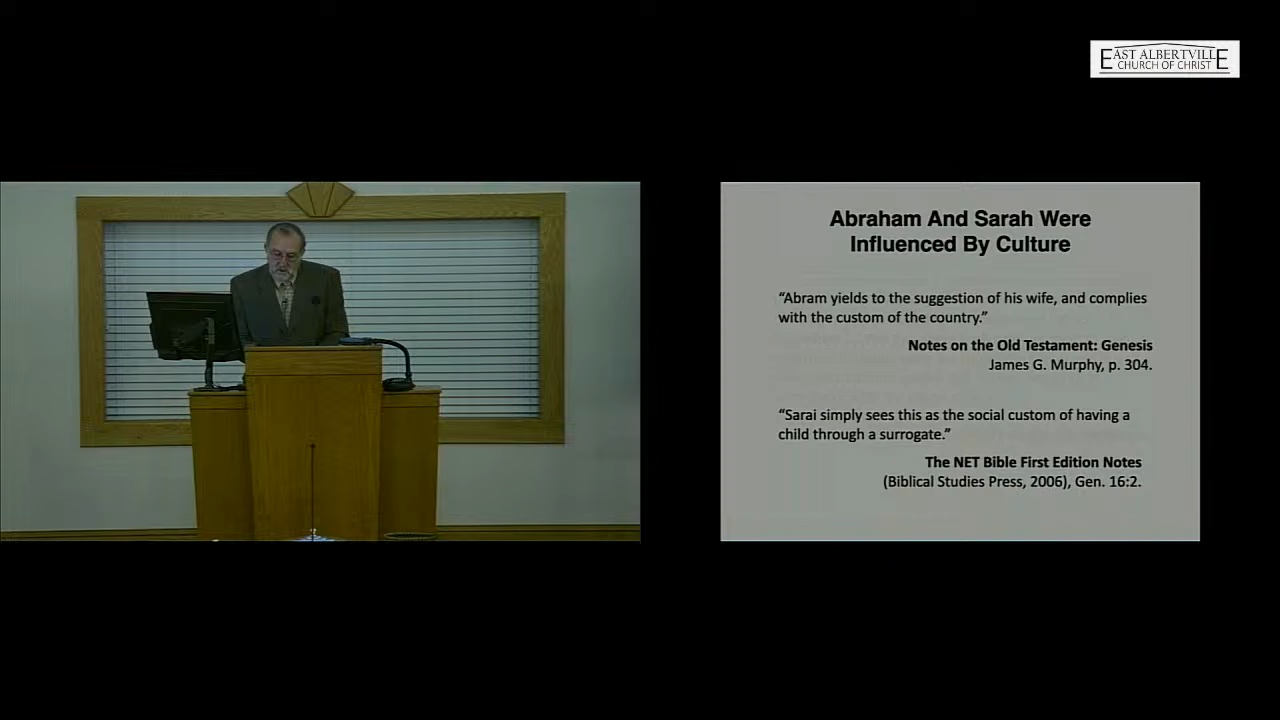 EAST ALBERTVILLE
CHURCH OF CHRIST
Abraham And Sarah Were
Influenced By Culture
“Abram yields to the suggestion of his wife, and complies
with the custom of the country.”
Notes on the Old Testament: Genesis
James G. Murphy, p. 304.
“Sarai simply sees this as the social custom of having a
child through a surrogate.”
The NET Bible First Edition Notes
(Biblical Studies Press, 2006), Gen. 16:2.